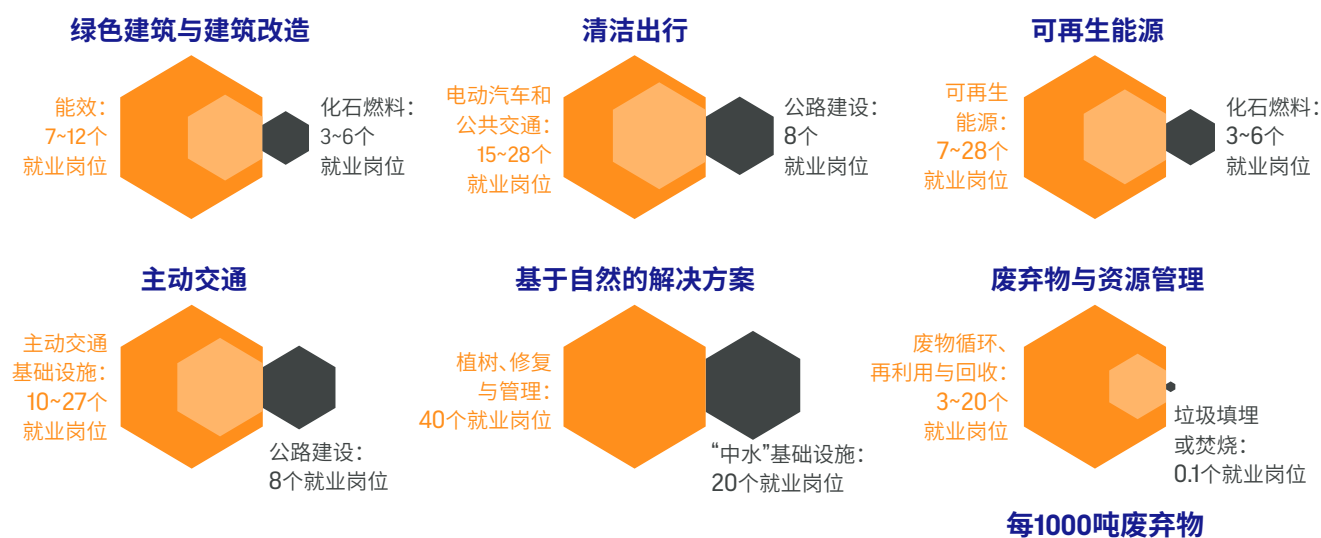 绿色建筑与建筑改造
能效：
7~12个
就业岗位
化石燃料：
3~6个
就业岗位
清洁出行
电动汽车和
公共交通：
15~28个
就业岗位
公路建设：
8个
就业岗位
可再生能源
可再生
能源：
7~28个
就业岗位
化石燃料：
3~6个
就业岗位
主动交通
主动交通
基础设施：
10~27个
就业岗位
公路建设：
8个就业岗位
基于自然的解决方案
植树、修复
与管理：
40个就业岗位
“中水”基础设施：
20个就业岗位
废弃物与资源管理
废物循环、
再利用与回收：
3~20个
就业岗位
垃圾填埋
或焚烧：
0.1个就业岗位
每1000吨废弃物